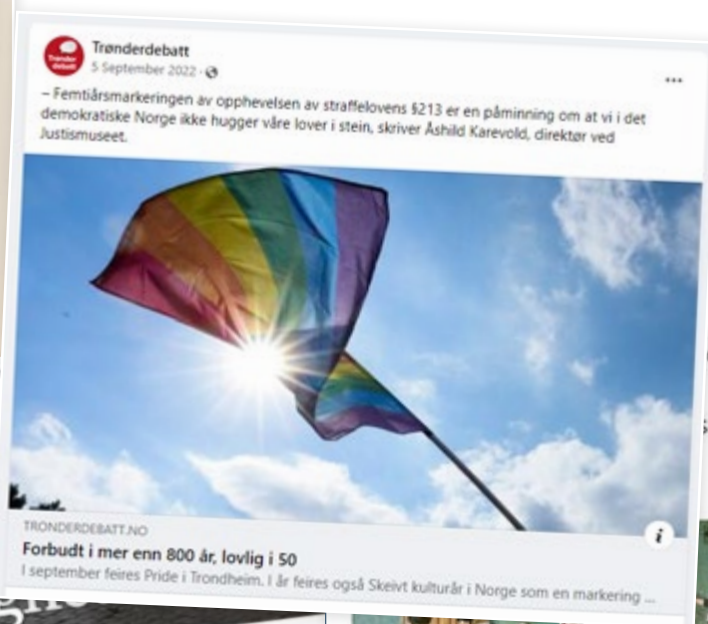 Trønderdebatt
Trønder
debatt
5 September 2022 ·
– Femtiårsmarkeringen av opphevelsen av straffelovens §213 er en påminning om at vi i det
demokratiske Norge ikke hugger våre lover i stein, skriver Åshild Karevold, direktør ved
Justismuseet.
i
TRONDERDEBATT.NO
Forbudt i mer enn 800 år, lovlig i 50
I september feires Pride i Trondheim. I år feires også Skeivt kulturår i Norge som en markering ...